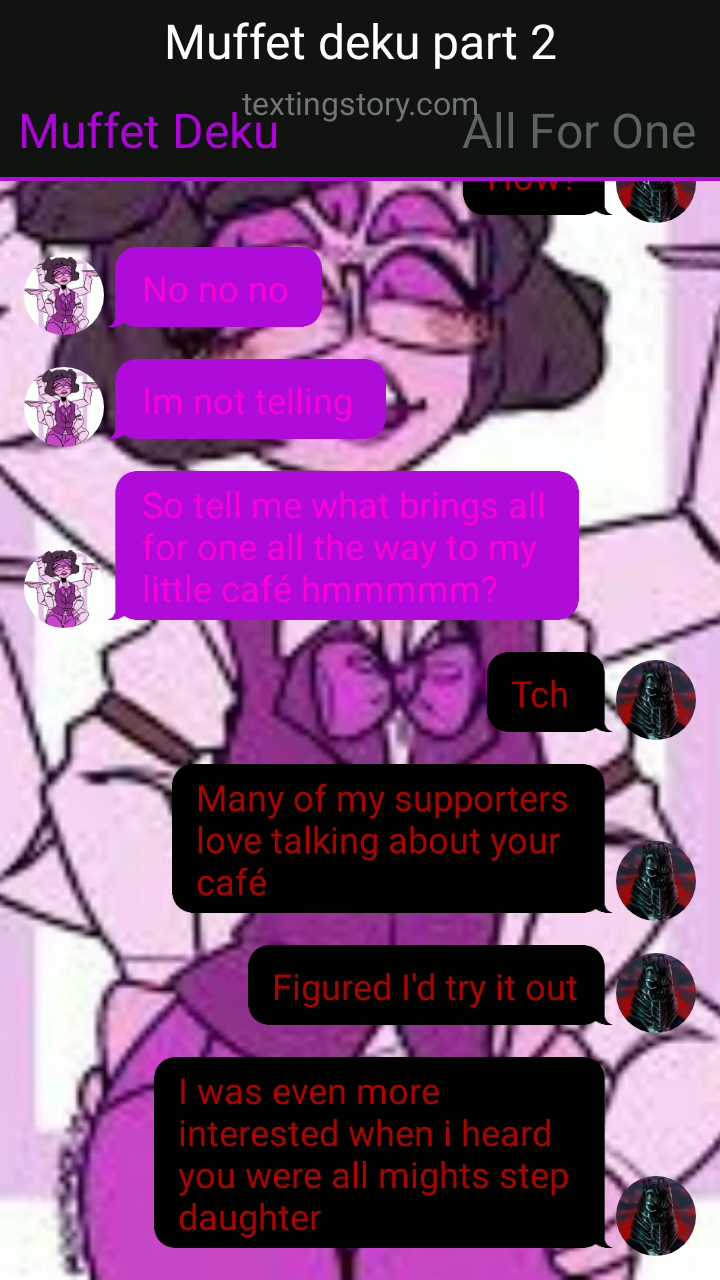 Muffet deku part 2
textingstory.com
Muffet Deku
All For One
How?
No no no
Im not telling
So tell me what brings all
for one all the way to my
little café hmmmmm?
Tch
Many of my supporters
love talking about your
café
Figured I'd try it out
I was even more
interested when i heard
you were all mights step
daughter